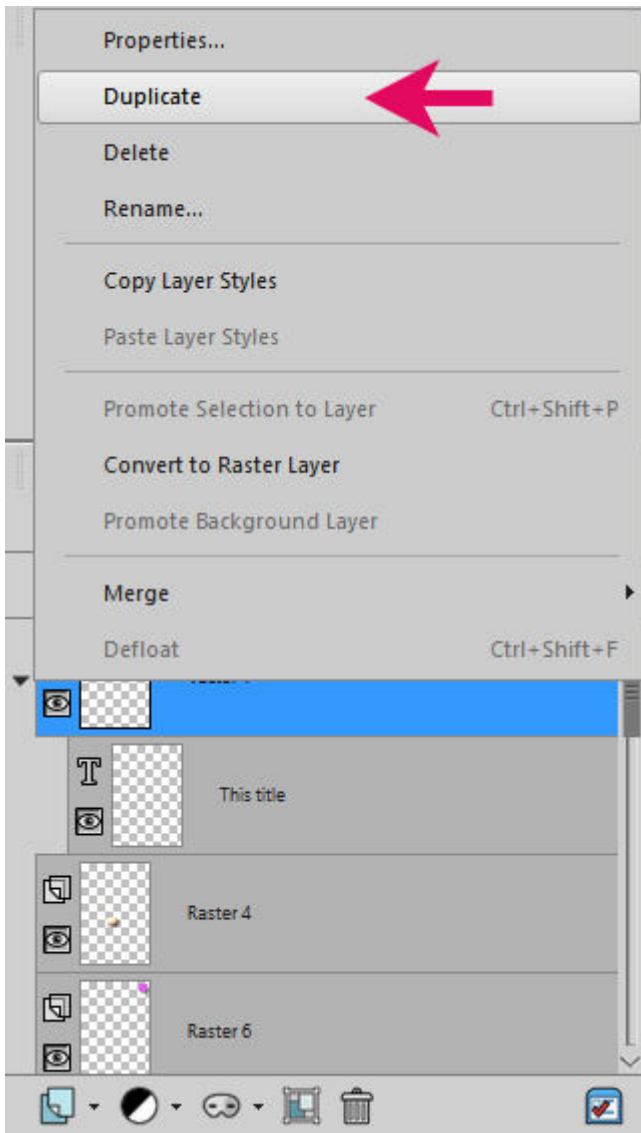 Properties...
Duplicate
Delete
Rename...
Copy Layer Styles
Paste Layer Styles
Promote Selection to Layer Ctrl+Shift+P
Convert to Raster Layer
Promote Background Layer
Merge
Defloat Ctrl+Shift+F
T
This title
Raster 4
Raster 6